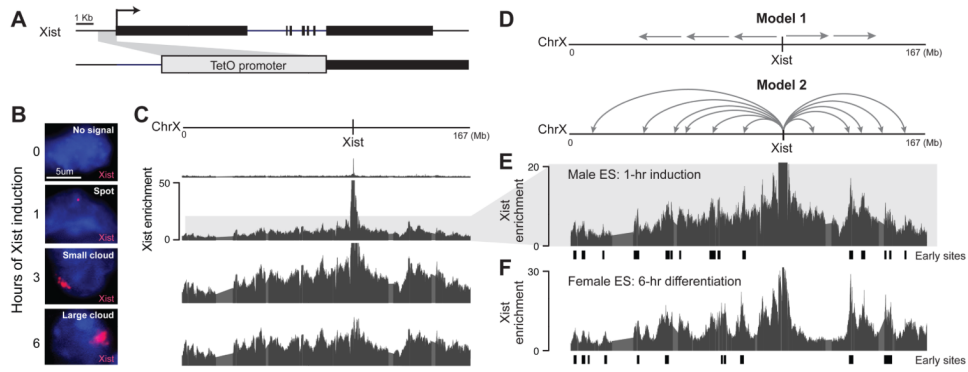 A
1 Kb
Xist
TetO promoter
B
Hours of Xist induction
0
No signal
5um
Xist
1
Spot
Xist
3
Small cloud
Xist
6
Large cloud
Xist
C
ChrX
0
Xist
167 (Mb)
Xist enrichment
50
0
D
Model 1
ChrX
0
Xist
167 (Mb)
Model 2
ChrX
0
Xist
167 (Mb)
E
Xist enrichment
20
0
Male ES: 1-hr induction
Early sites
F
Xist enrichment
30
0
Female ES: 6-hr differentiation
Early sites